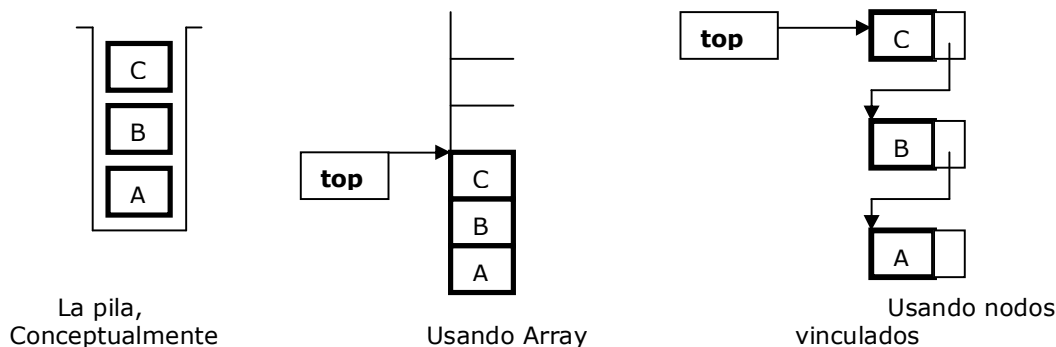 C
B
A
La pila,
Conceptualmente
top
C
B
A
Usando Array
top
C
B
A
Usando nodos
vinculados